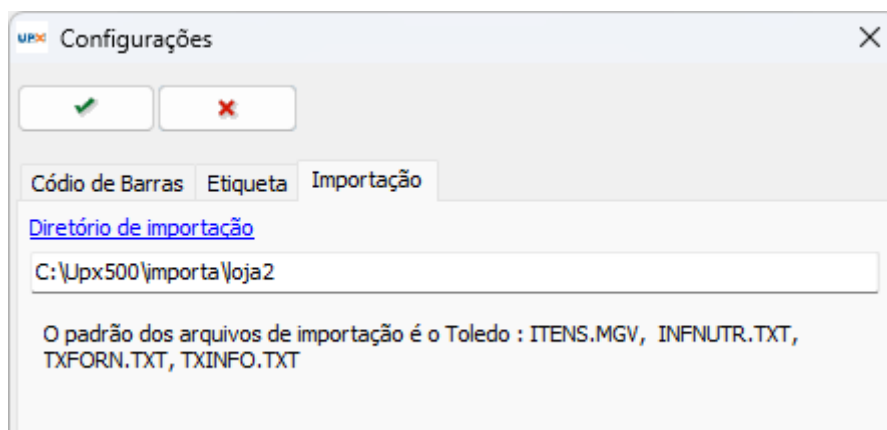 UPX Configurações
Códio de Barras Etiqueta Importação
Diretório de importação
C:\Upx500\importa\loja2
O padrão dos arquivos de importação é o Toledo : ITENS.MGV, INFNUTR.TXT,
TXFORN.TXT, TXINFO.TXT